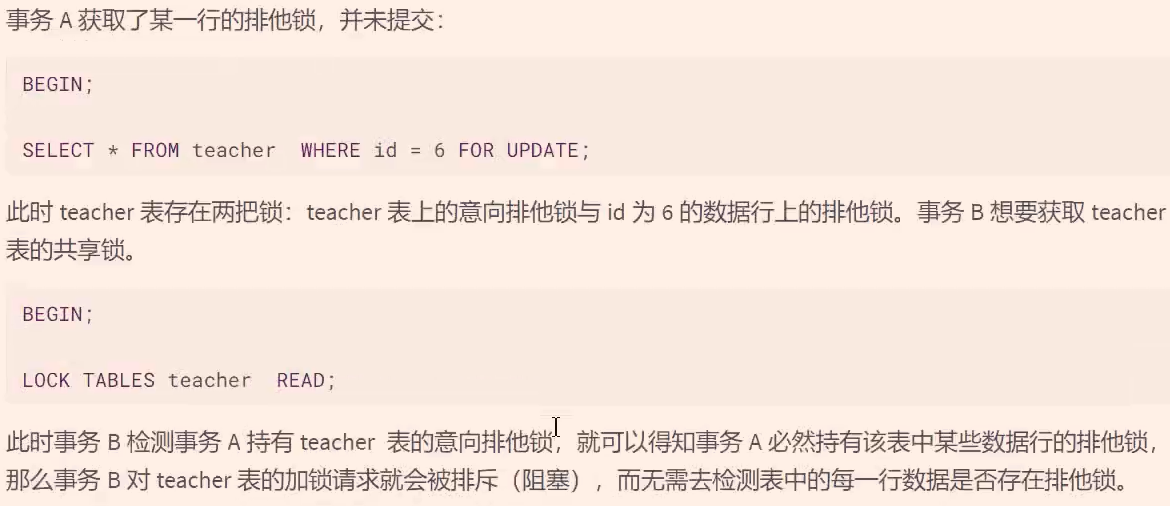 事务 A 获取了某一行的排他锁，并未提交：
BEGIN;
SELECT * FROM teacher  WHERE id = 6 FOR UPDATE;
此时 teacher 表存在两把锁：teacher 表上的意向排他锁与 id 为 6 的数据行上的排他锁。事务 B 想要获取 teacher
表的共享锁。
BEGIN;
LOCK TABLES teacher  READ;
此时事务 B 检测事务 A 持有 teacher  表的意向排他锁，就可以得知事务 A 必然持有该表中某些数据行的排他锁，
那么事务 B 对 teacher 表的加锁请求就会被排斥（阻塞），而无需去检测表中的每一行数据是否存在排他锁。